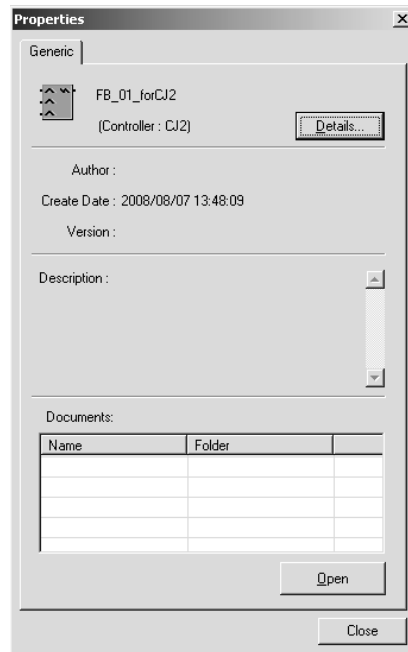 Properties
Generic
FB_01_forCJ2
(Controller : CJ2)
Details...
Author :
Create Date : 2008/08/07 13:48:09
Version :
Description :
Documents:
Name Folder
Open
Close